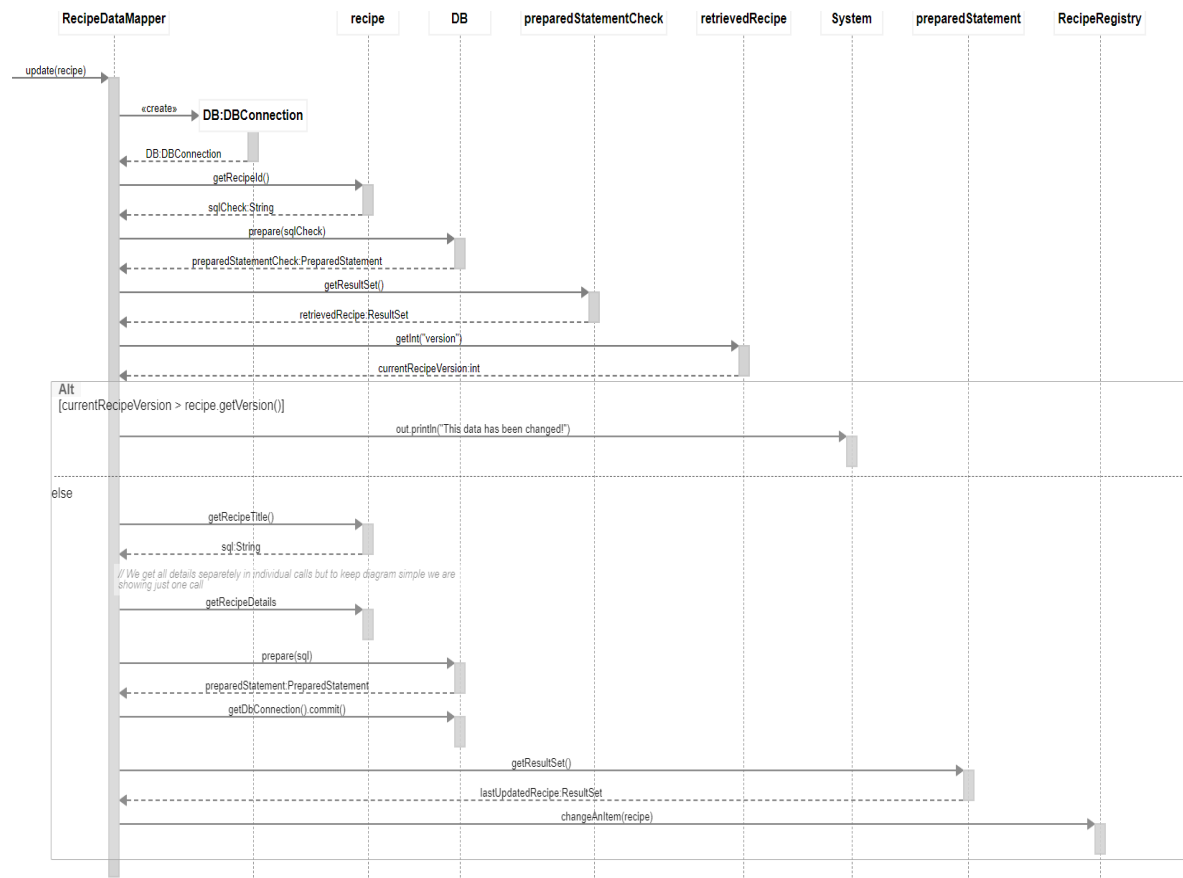 RecipeDataMapper recipe DB preparedStatementCheck retrievedRecipe System preparedStatement RecipeRegistry
update(recipe)
«create»
DB:DBConnection
DB:DBConnection
getRecipeId()
sqlCheck:String
prepare(sqlCheck)
preparedStatementCheck:PreparedStatement
getResultSet()
retrievedRecipe:ResultSet
getInt("version")
currentRecipeVersion:int
Alt
[currentRecipeVersion > recipe.getVersion()]
out.println("This data has been changed!")
else
getRecipeTitle()
sql:String
// We get all details separetely in individual calls but to keep diagram simple we are
showing just one call
getRecipeDetails
prepare(sql)
preparedStatement:PreparedStatement
getDbConnection().commit()
getResultSet()
lastUpdatedRecipe:ResultSet
changeAnItem(recipe)